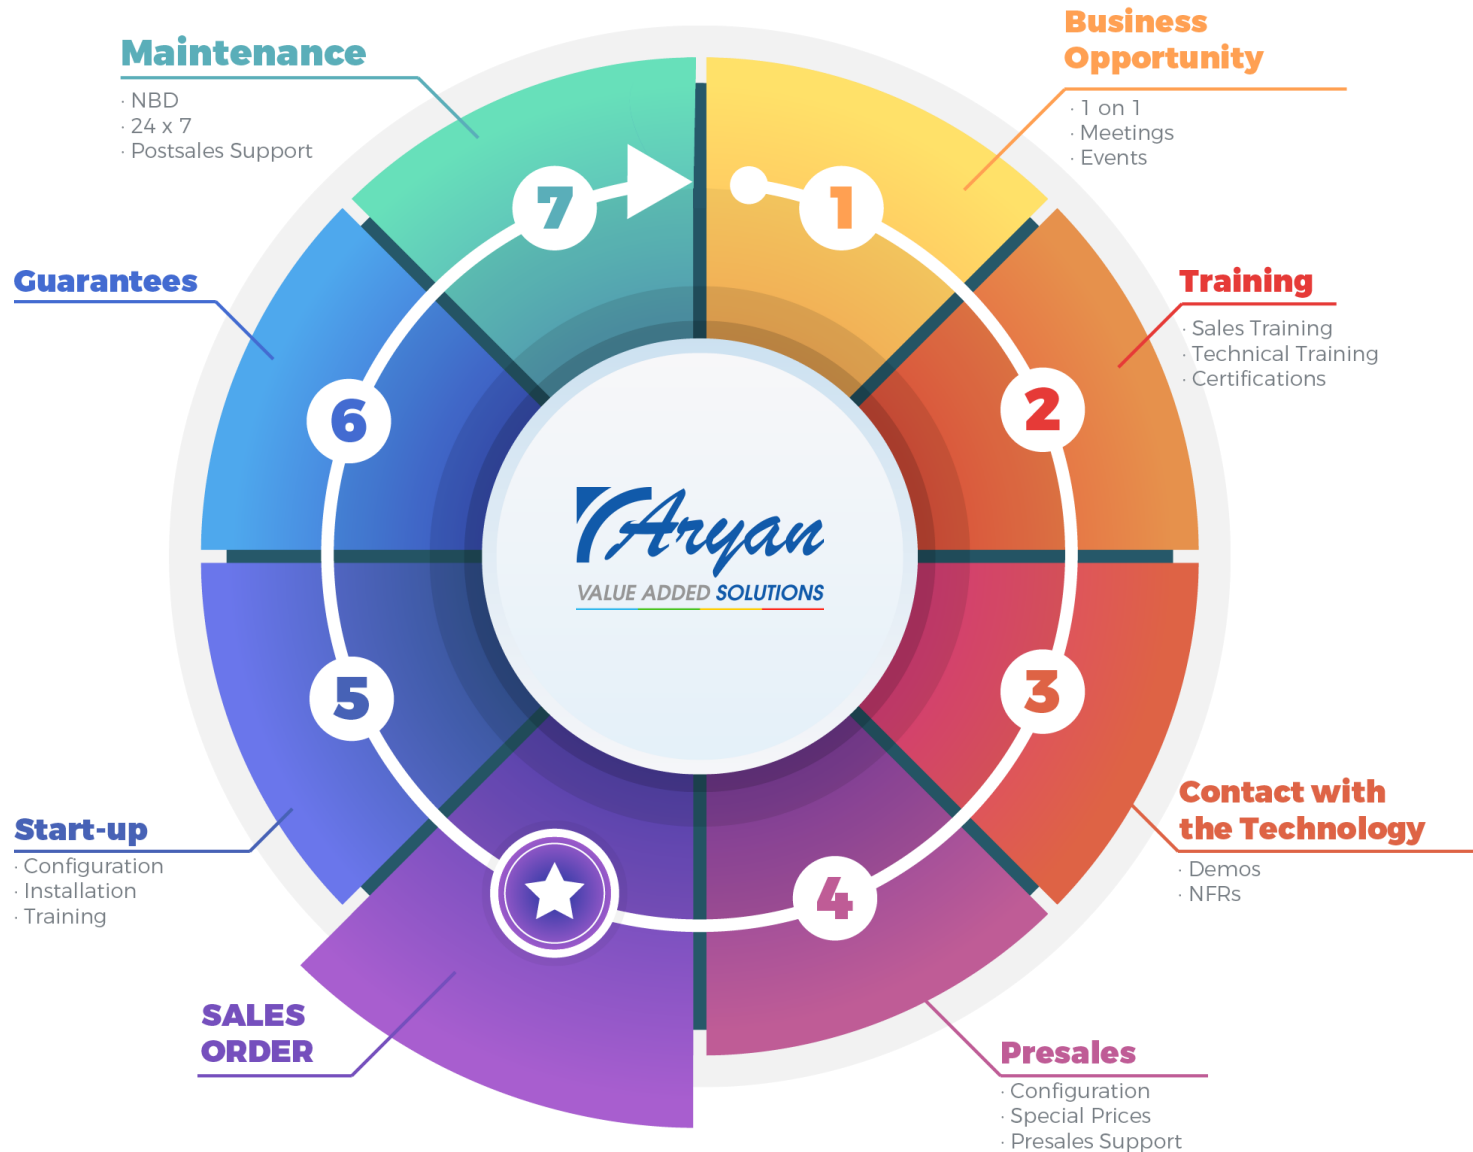 Business
Opportunity
· 1 on 1
· Meetings
· Events
Training
· Sales Training
· Technical Training
· Certifications
Contact with
the Technology
· Demos
· NFRs
Presales
· Configuration
· Special Prices
· Presales Support
SALES
ORDER
Start-up
· Configuration
· Installation
· Training
Guarantees
Maintenance
· NBD
· 24 x 7
· Postsales Support
1
2
3
4
5
6
7
Aryan
VALUE ADDED SOLUTIONS